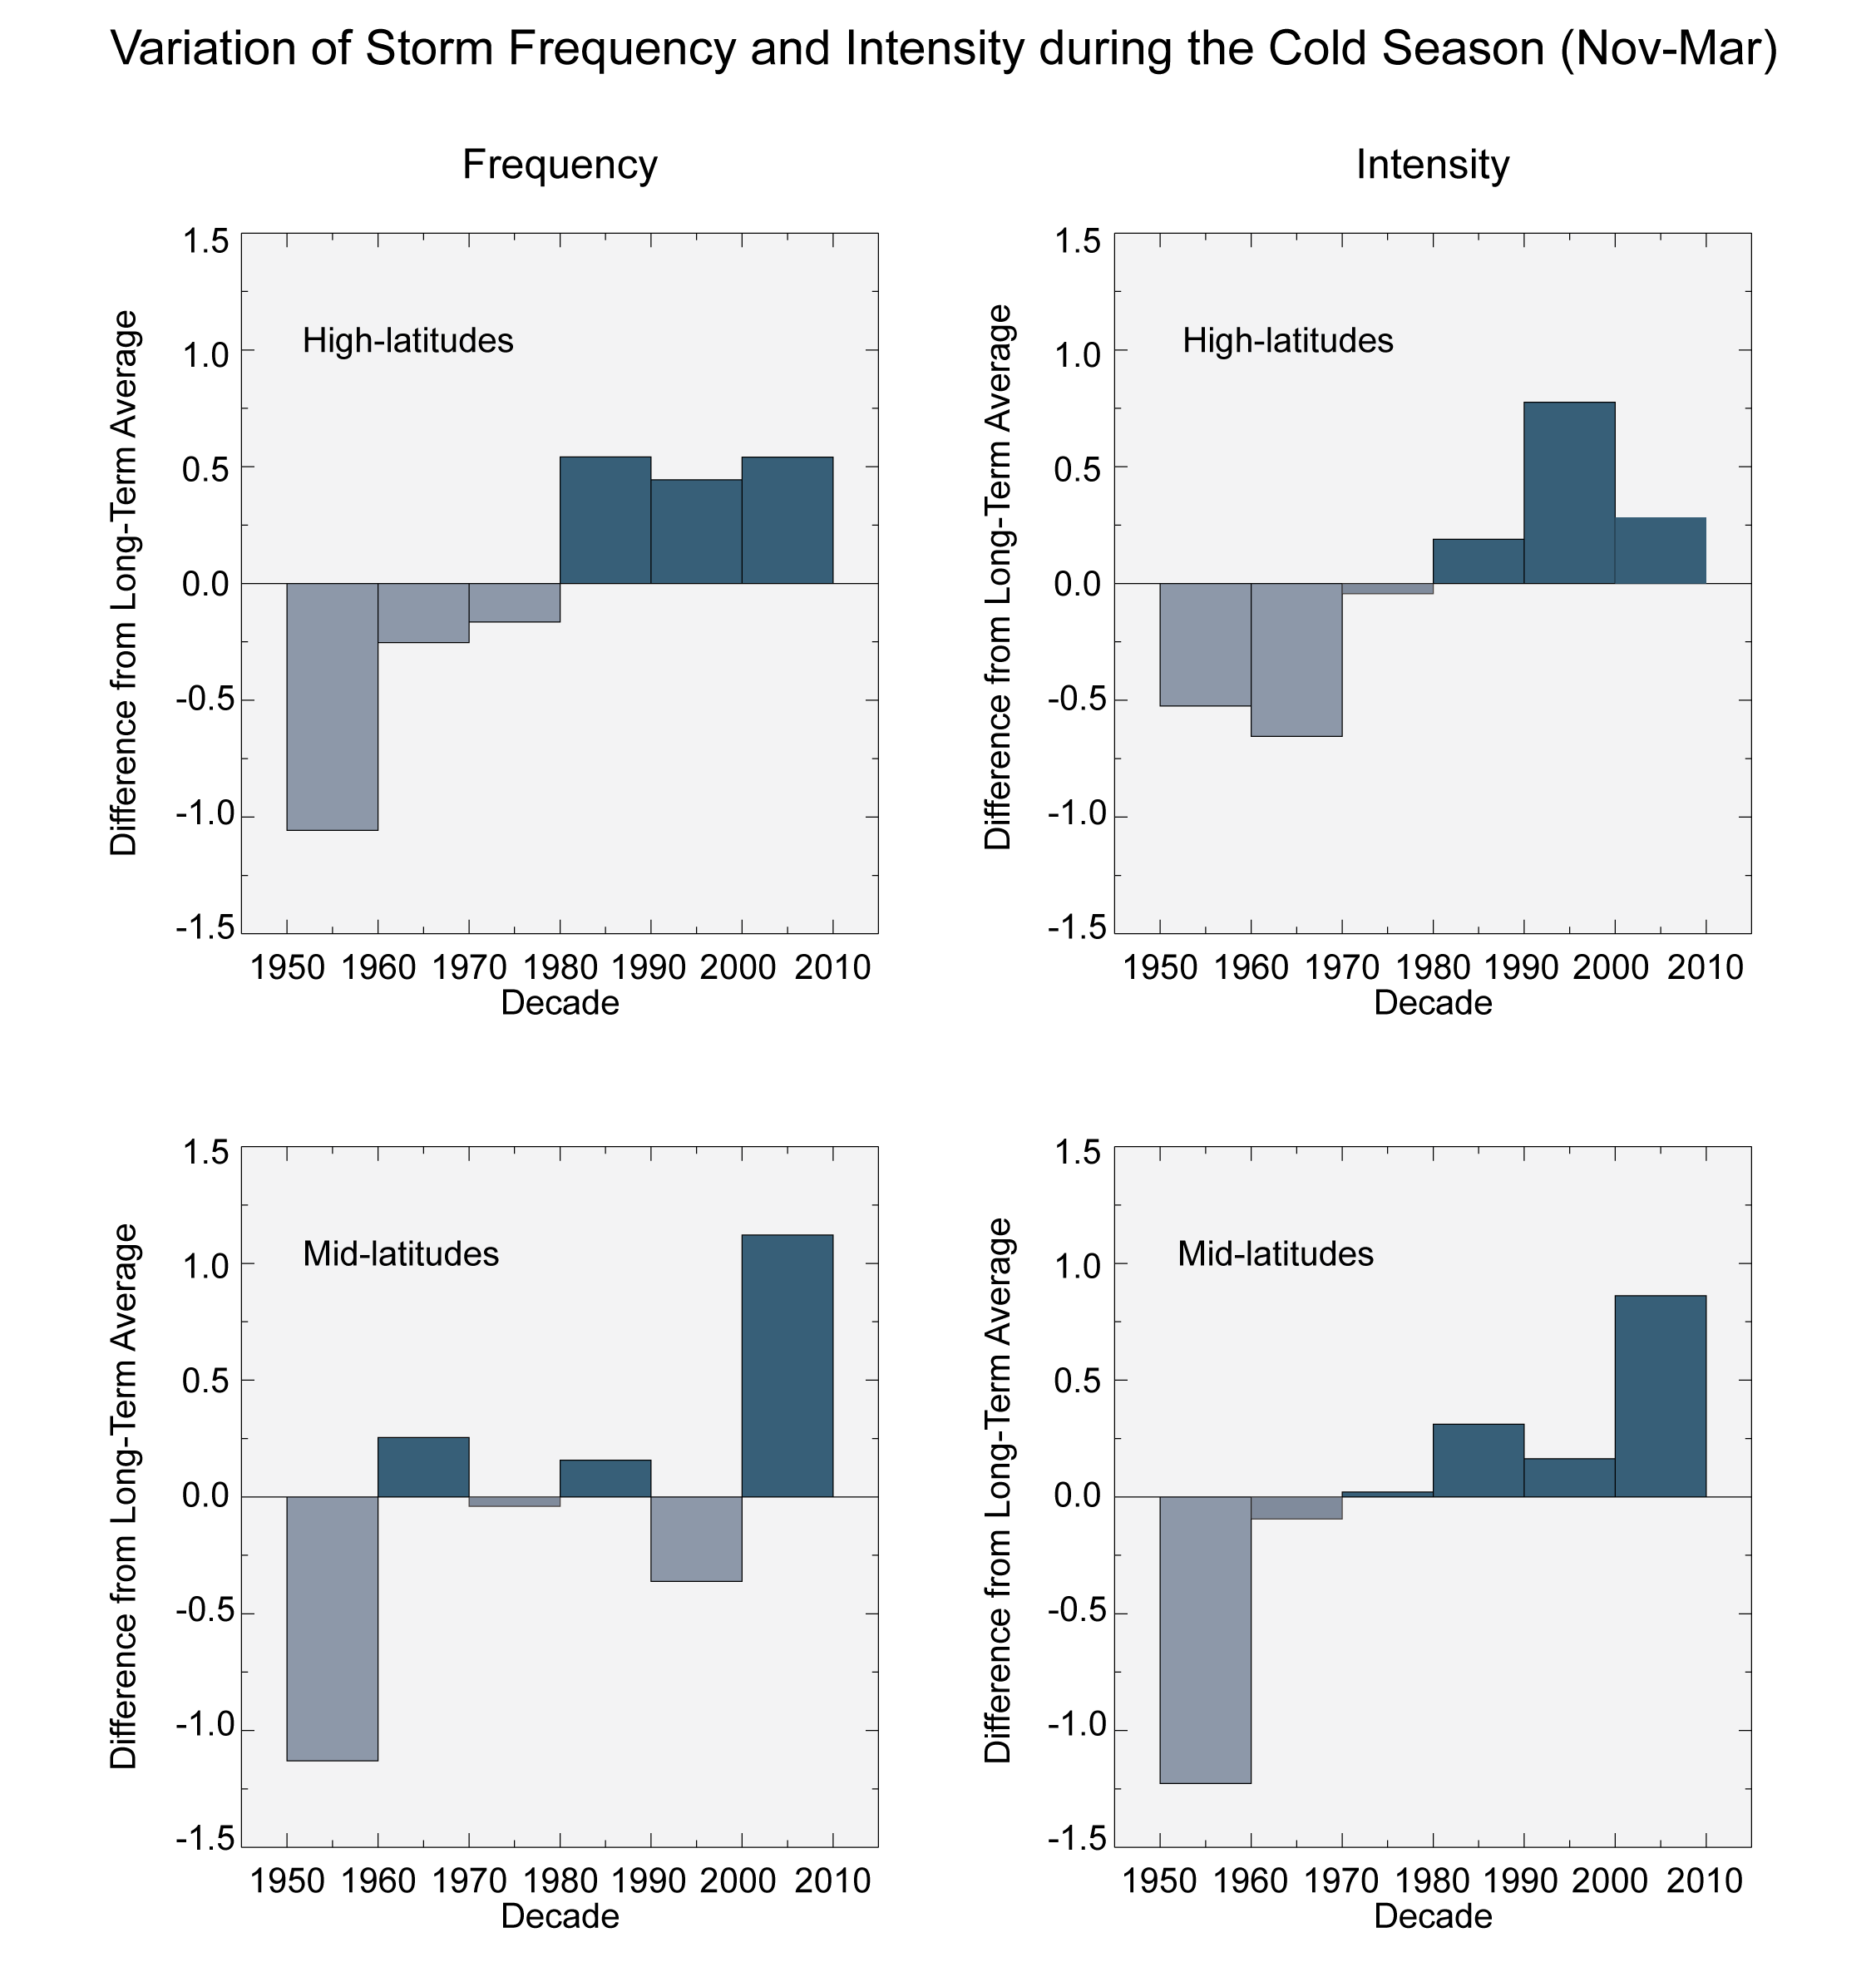 Variation of Storm Frequency and Intensity during the Cold Season (Nov-Mar)
Frequency
Intensity
Difference from Long-Term Average
1.5
1.0
0.5
0.0
-0.5
-1.0
-1.5
High-latitudes
1950 1960 1970 1980 1990 2000 2010
Decade
Difference from Long-Term Average
1.5
1.0
0.5
0.0
-0.5
-1.0
-1.5
High-latitudes
1950 1960 1970 1980 1990 2000 2010
Decade
Difference from Long-Term Average
1.5
1.0
0.5
0.0
-0.5
-1.0
-1.5
Mid-latitudes
1950 1960 1970 1980 1990 2000 2010
Decade
Difference from Long-Term Average
1.5
1.0
0.5
0.0
-0.5
-1.0
-1.5
Mid-latitudes
1950 1960 1970 1980 1990 2000 2010
Decade